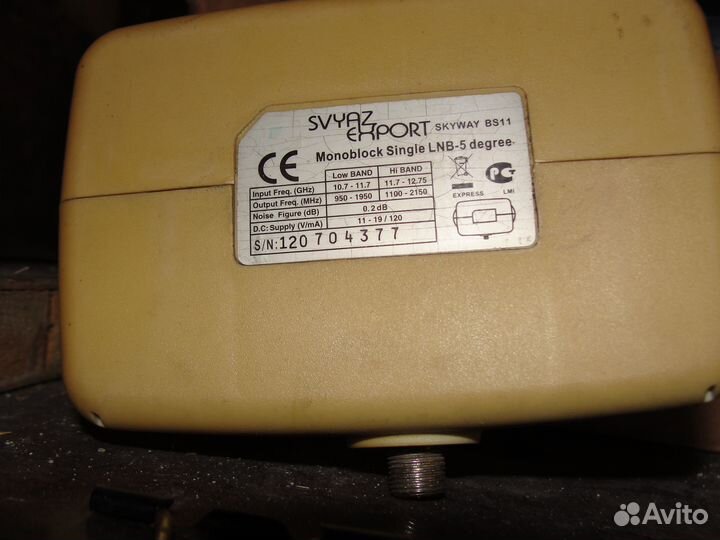 SVYAZ
EXPORT SKYWAY BS11
Monoblock Single LNB-5 degree
CE
Low BAND Hi BAND
Input Freq. (GHz) 10.7 - 11.7 11.7 - 12.75
Output Freq. (MHz) 950 - 1950 1100 - 2150
Noise Figure (dB) 0.2 dB
D.C: Supply (V/mA) 11 - 19 / 120
EXPRESS LMI
S/N: 120704377
Avito